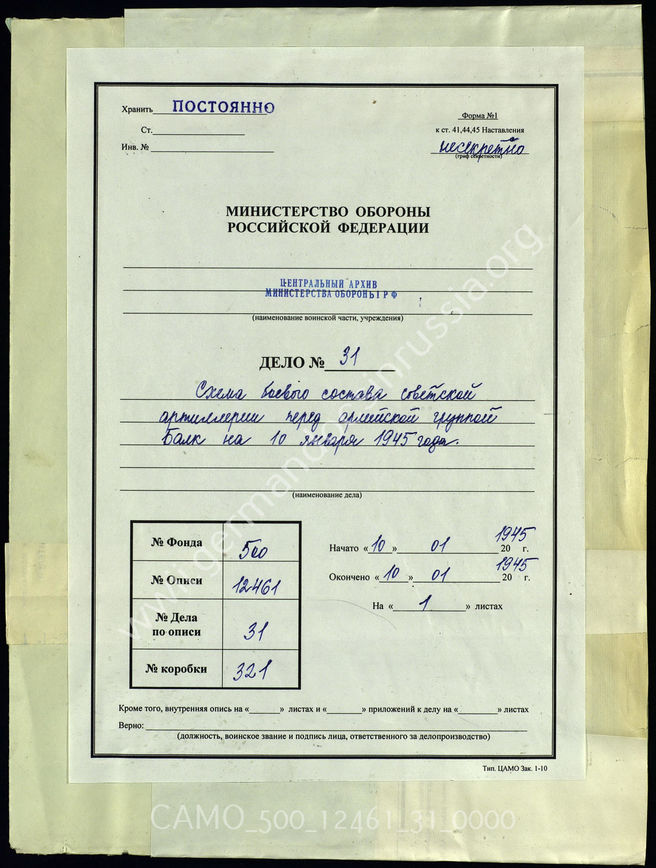 Хранить ПОСТОЯННО
Форма №1
Ст.
к ст. 41,44,45 Наставления
Инв. №
несекретно
(гриф секретности)
МИНИСТЕРСТВО ОБОРОНЫ
РОССИЙСКОЙ ФЕДЕРАЦИИ
ЦЕНТРАЛЬНЫЙ АРХИВ
МИНИСТЕРСТВА ОБОРОНЫ РФ
(наименование воинской части, учреждения)
ДЕЛО № 31
Схема боевого состава советской
артиллерии перед армейской группой
Балк на 10 января 1945 года.
(наименование дела)
№ Фонда 500
№ Описи 12461
№ Дела
по описи 31
№ коробки 321
Начато «10» 01 1945 20 г.
Окончено «10» 01 1945 20 г.
На «1» листах
Кроме того, внутренняя опись на « » листах и « » приложений к делу на « » листах
Верно:
(должность, воинское звание и подпись лица, ответственного за делопроизводство)
Тип. ЦАМО Зак. 1-10
www.germandocsinrussia.org
CAMO_500_12461_31_0000